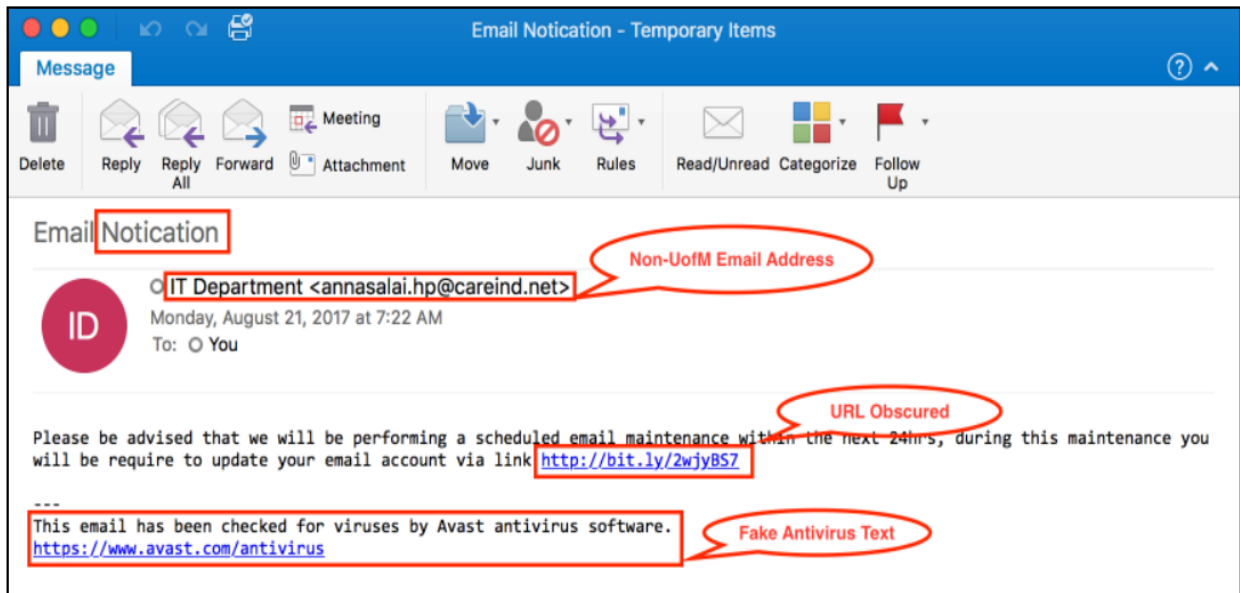 Email Notication - Temporary Items
Message
?
Meeting
Delete
Reply
Reply All
Forward
Attachment
Move
Junk
Rules
Read/Unread
Categorize
Follow Up
Email Notication
Non-UofM Email Address
IT Department <annasalai.hp@careind.net>
ID
Monday, August 21, 2017 at 7:22 AM
To: You
URL Obscured
Please be advised that we will be performing a scheduled email maintenance within the next 24hrs, during this maintenance you
will be require to update your email account via link http://bit.ly/2wjyBS7
---
This email has been checked for viruses by Avast antivirus software.
Fake Antivirus Text
https://www.avast.com/antivirus